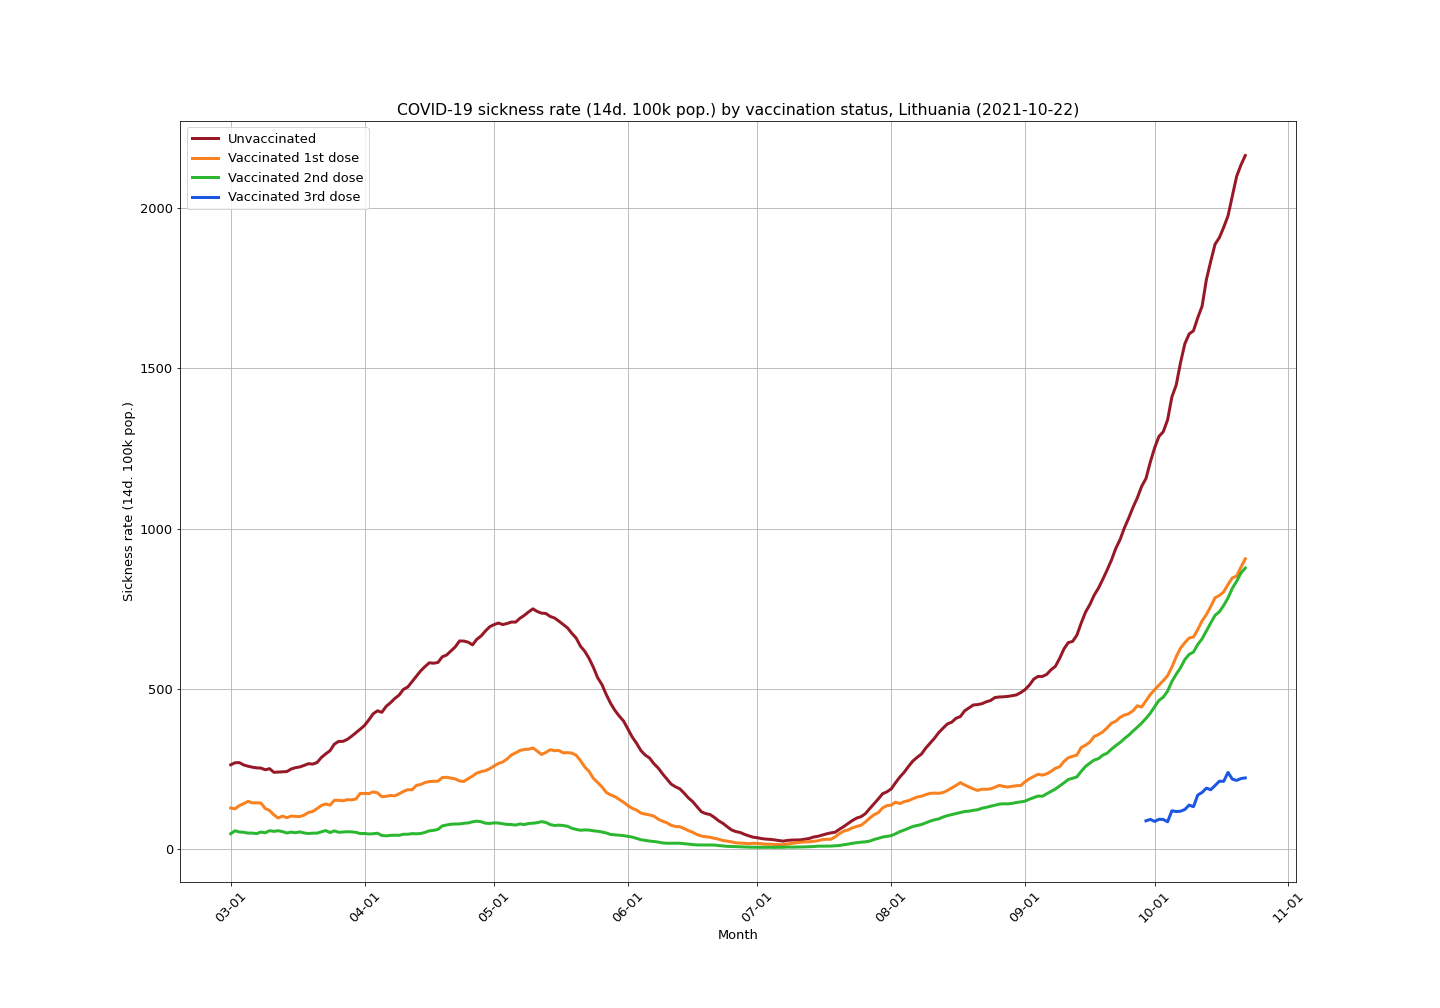 COVID-19 sickness rate (14d. 100k pop.) by vaccination status, Lithuania (2021-10-22)
Unvaccinated
Vaccinated 1st dose
Vaccinated 2nd dose
Vaccinated 3rd dose
Sickness rate (14d. 100k pop.)
2000
1500
1000
500
0
03-01 04-01 05-01 06-01 07-01 08-01 09-01 10-01 11-01
Month